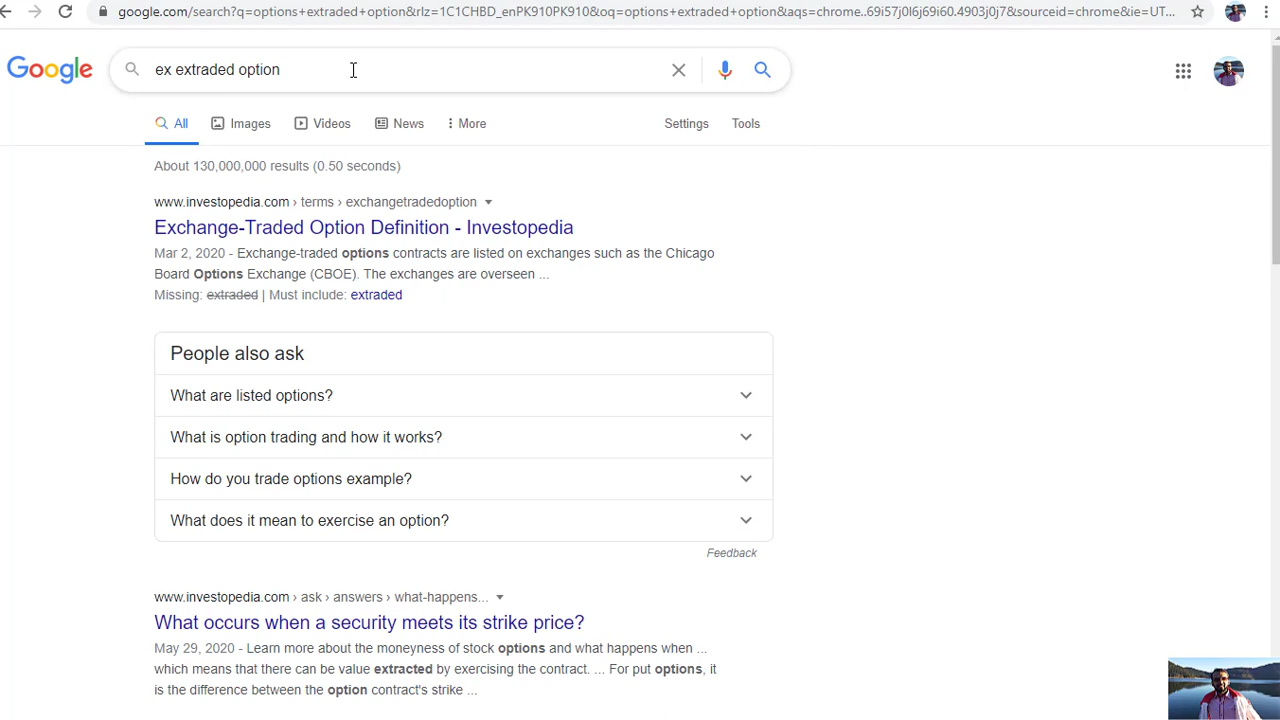 google.com/search?q=options+extraded+option&rlz=1C1CHBD_enPK910PK910&oq=options+extraded+option&aqs=chrome..69i57j0l6j69i60.4903j0j7&sourceid=chrome&ie=UT...
Google
ex extraded option
All
Images
Videos
News
More
Settings
Tools
About 130,000,000 results (0.50 seconds)
www.investopedia.com › terms › exchangetradedoption
Exchange-Traded Option Definition - Investopedia
Mar 2, 2020 - Exchange-traded options contracts are listed on exchanges such as the Chicago
Board Options Exchange (CBOE). The exchanges are overseen ...
Missing: extraded | Must include: extraded
People also ask
What are listed options?
What is option trading and how it works?
How do you trade options example?
What does it mean to exercise an option?
Feedback
www.investopedia.com › ask › answers › what-happens...
What occurs when a security meets its strike price?
May 29, 2020 - Learn more about the moneyness of stock options and what happens when ...
which means that there can be value extracted by exercising the contract. ... For put options, it
is the difference between the option contract's strike ...